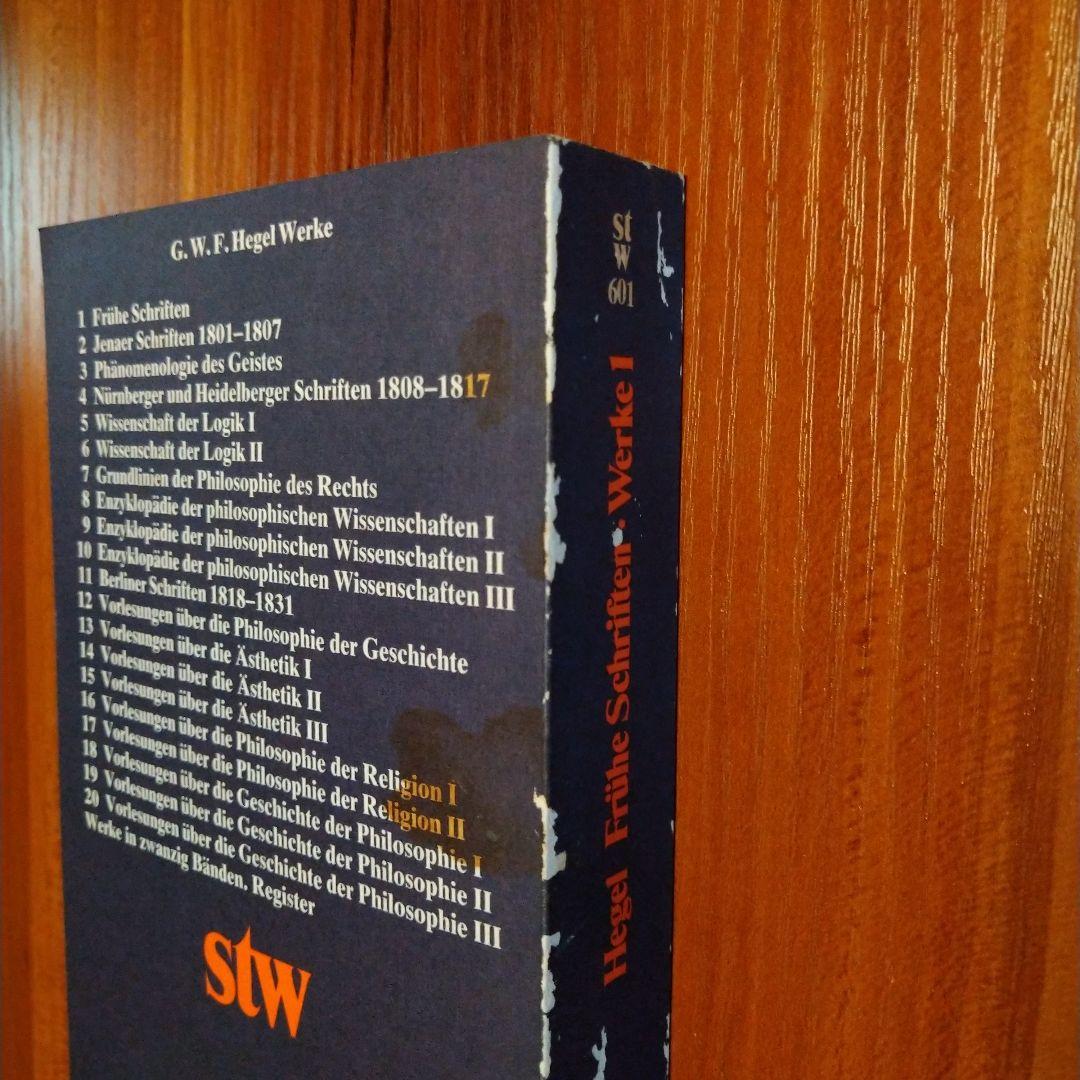 G. W. F. Hegel Werke
1 Frühe Schriften
2 Jenaer Schriften 1801–1807
3 Phänomenologie des Geistes
4 Nürnberger und Heidelberger Schriften 1808–1817
5 Wissenschaft der Logik I
6 Wissenschaft der Logik II
7 Grundlinien der Philosophie des Rechts
8 Enzyklopädie der philosophischen Wissenschaften I
9 Enzyklopädie der philosophischen Wissenschaften II
10 Enzyklopädie der philosophischen Wissenschaften III
11 Berliner Schriften 1818–1831
12 Vorlesungen über die Philosophie der Geschichte
13 Vorlesungen über die Ästhetik I
14 Vorlesungen über die Ästhetik II
15 Vorlesungen über die Ästhetik III
16 Vorlesungen über die Philosophie der Religion I
17 Vorlesungen über die Philosophie der Religion II
18 Vorlesungen über die Geschichte der Philosophie I
19 Vorlesungen über die Geschichte der Philosophie II
20 Vorlesungen über die Geschichte der Philosophie III
Werke in zwanzig Bänden. Register
stw
st
w
601
Hegel Frühe Schriften · Werke 1